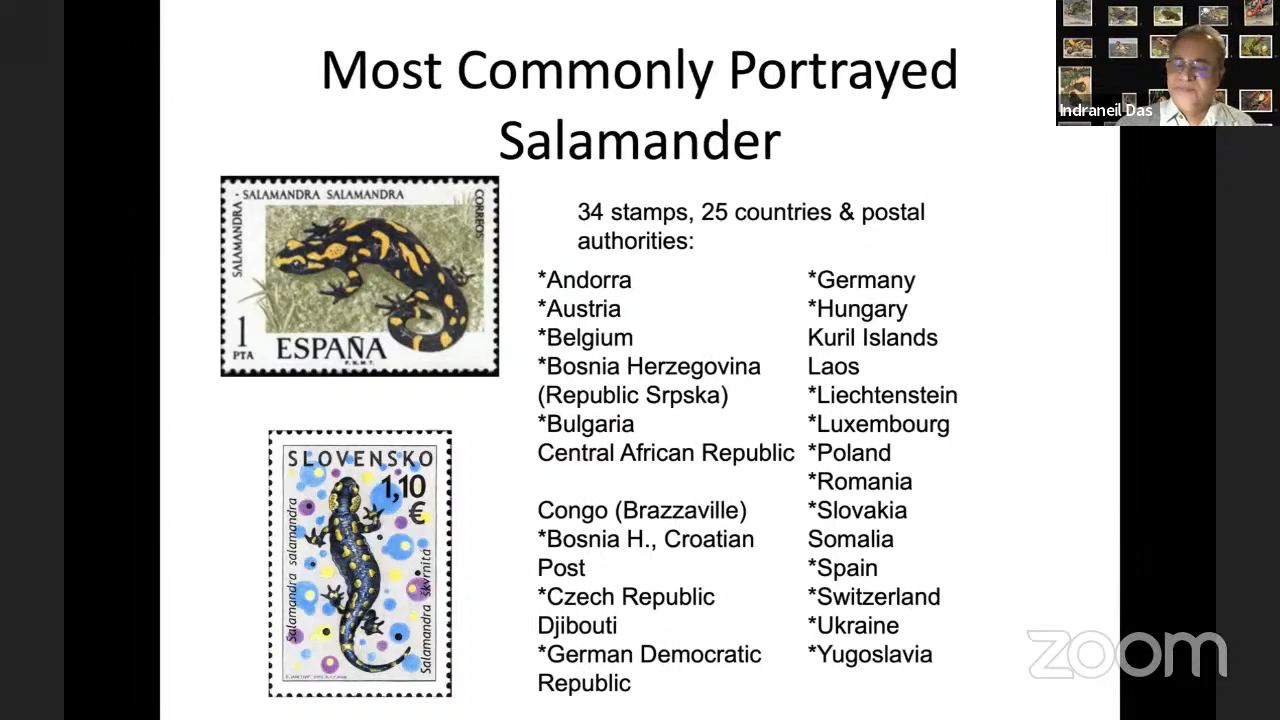 Most Commonly Portrayed
Salamander
Indraneil Das
SALAMANDRA - SALAMANDRA SALAMANDRA
CORREOS
1
PTA
ESPAÑA
F.N.M.T.
34 stamps, 25 countries & postal
authorities:
*Andorra
*Austria
*Belgium
*Bosnia Herzegovina
(Republic Srpska)
*Bulgaria
Central African Republic
Congo (Brazzaville)
*Bosnia H., Croatian
Post
*Czech Republic
Djibouti
*German Democratic
Republic
*Germany
*Hungary
Kuril Islands
Laos
*Liechtenstein
*Luxembourg
*Poland
*Romania
*Slovakia
Somalia
*Spain
*Switzerland
*Ukraine
*Yugoslavia
SLOVENSKO
1,10
€
Salamandra salamandra
Salamandra škvrnitá
zoom